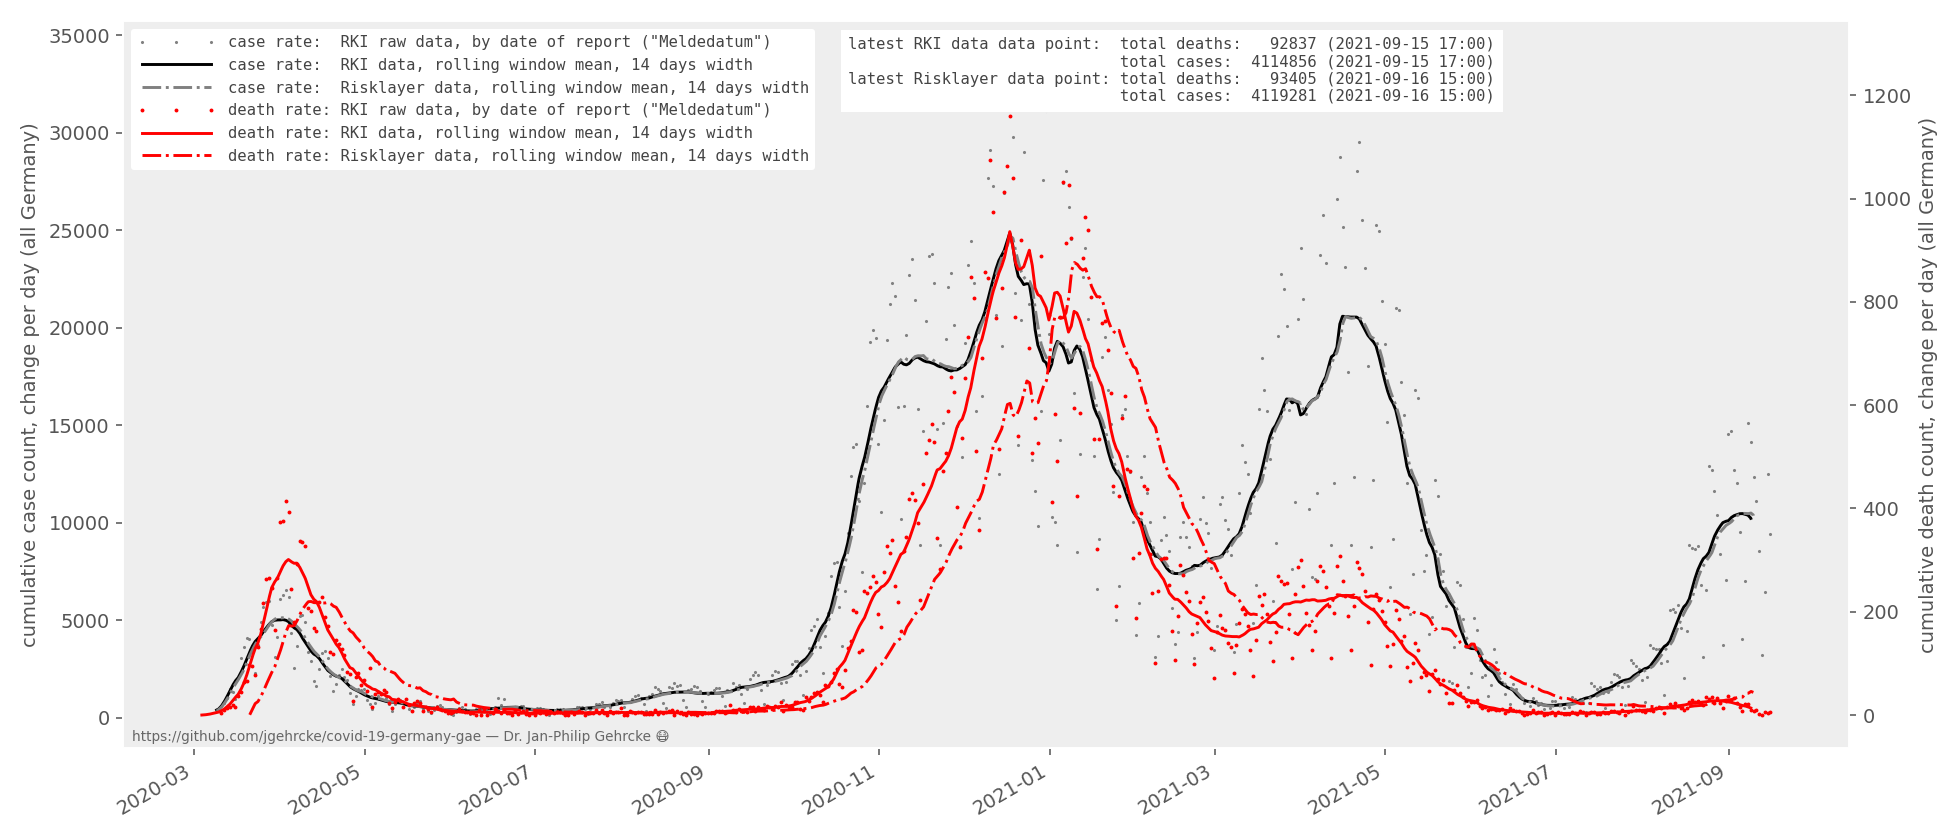 35000
30000
25000
20000
15000
10000
5000
0
cumulative case count, change per day (all Germany)
case rate:  RKI raw data, by date of report ("Meldedatum")
case rate:  RKI data, rolling window mean, 14 days width
case rate:  Risklayer data, rolling window mean, 14 days width
death rate: RKI raw data, by date of report ("Meldedatum")
death rate: RKI data, rolling window mean, 14 days width
death rate: Risklayer data, rolling window mean, 14 days width
latest RKI data data point:  total deaths:   92837 (2021-09-15 17:00)
total cases:  4114856 (2021-09-15 17:00)
latest Risklayer data point: total deaths:   93405 (2021-09-16 15:00)
total cases:  4119281 (2021-09-16 15:00)
1200
1000
800
600
400
200
0
cumulative death count, change per day (all Germany)
https://github.com/jgehrcke/covid-19-germany-gae — Dr. Jan-Philip Gehrcke 😷
2020-03
2020-05
2020-07
2020-09
2020-11
2021-01
2021-03
2021-05
2021-07
2021-09